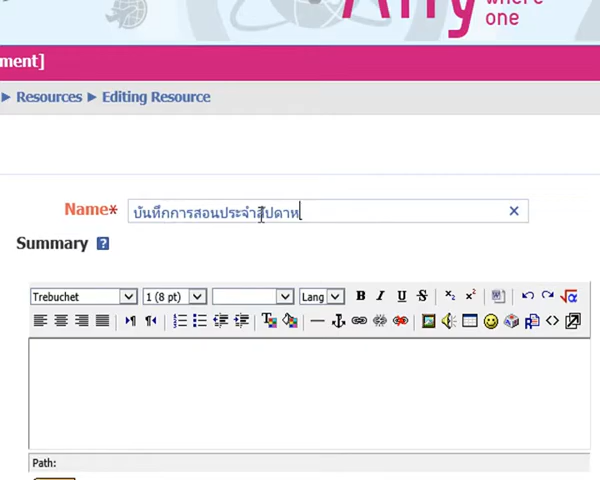 where
one
ment]
► Resources ► Editing Resource
Name* บันทึกการสอนประจำสัปดาห
Summary ?
Trebuchet 1 (8 pt) Lang B I U S
Path: